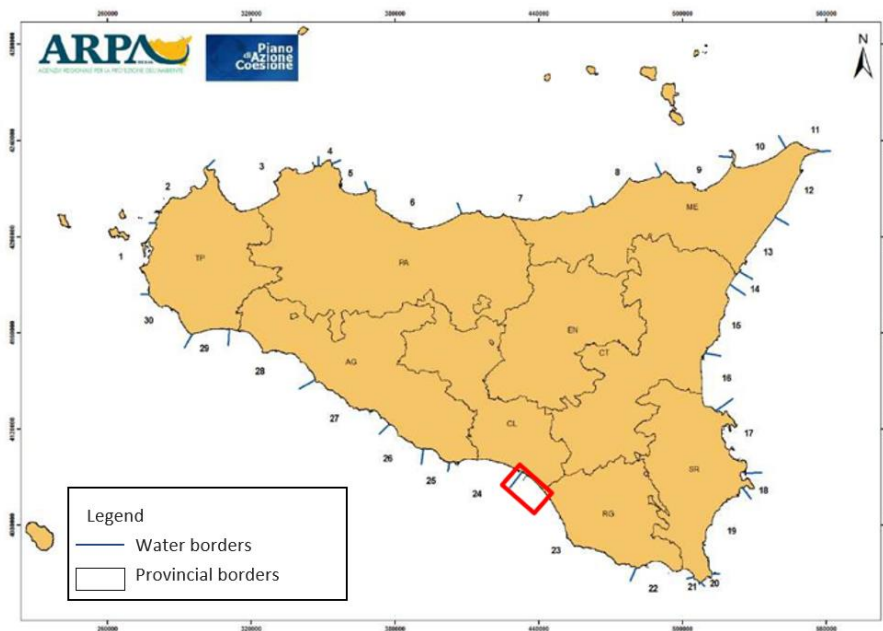 ARPA
SICILIA
AGENZIA REGIONALE PER LA PROTEZIONE DELL'AMBIENTE
Piano
di Azione
Coesione
N
1
2
3
4
5
6
7
8
9
10
11
12
13
14
15
16
17
18
19
20
21
22
23
24
25
26
27
28
29
30
TP
PA
ME
AG
EN
CT
CL
SR
RG
Legend
Water borders
Provincial borders
260000 320000 380000 440000 500000 560000